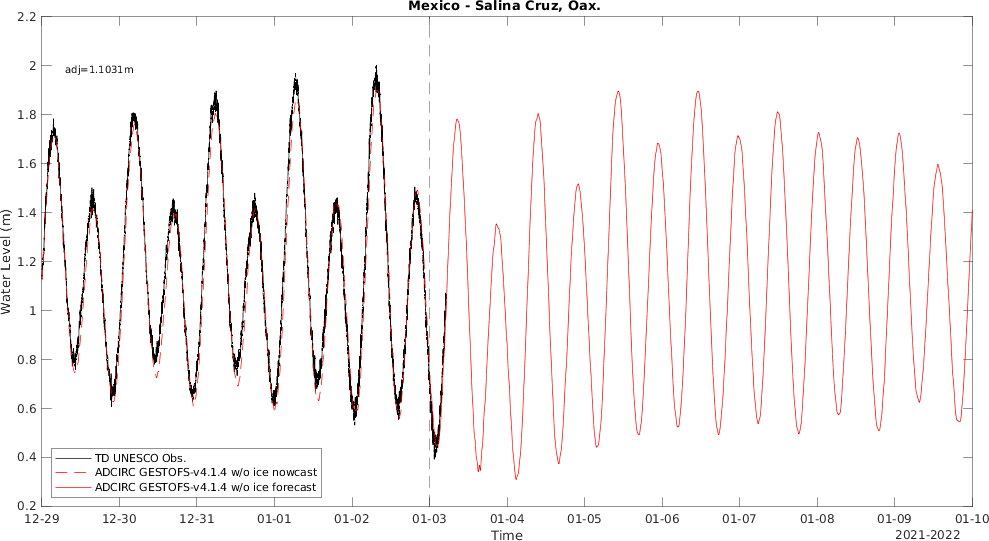 Mexico - Salina Cruz, Oax.
adj=1.1031m
Water Level (m)
2.2
2
1.8
1.6
1.4
1.2
1
0.8
0.6
0.4
0.2
TD UNESCO Obs.
ADCIRC GESTOFS-v4.1.4 w/o ice nowcast
ADCIRC GESTOFS-v4.1.4 w/o ice forecast
12-29 12-30 12-31 01-01 01-02 01-03 01-04 01-05 01-06 01-07 01-08 01-09 01-10
Time
2021-2022